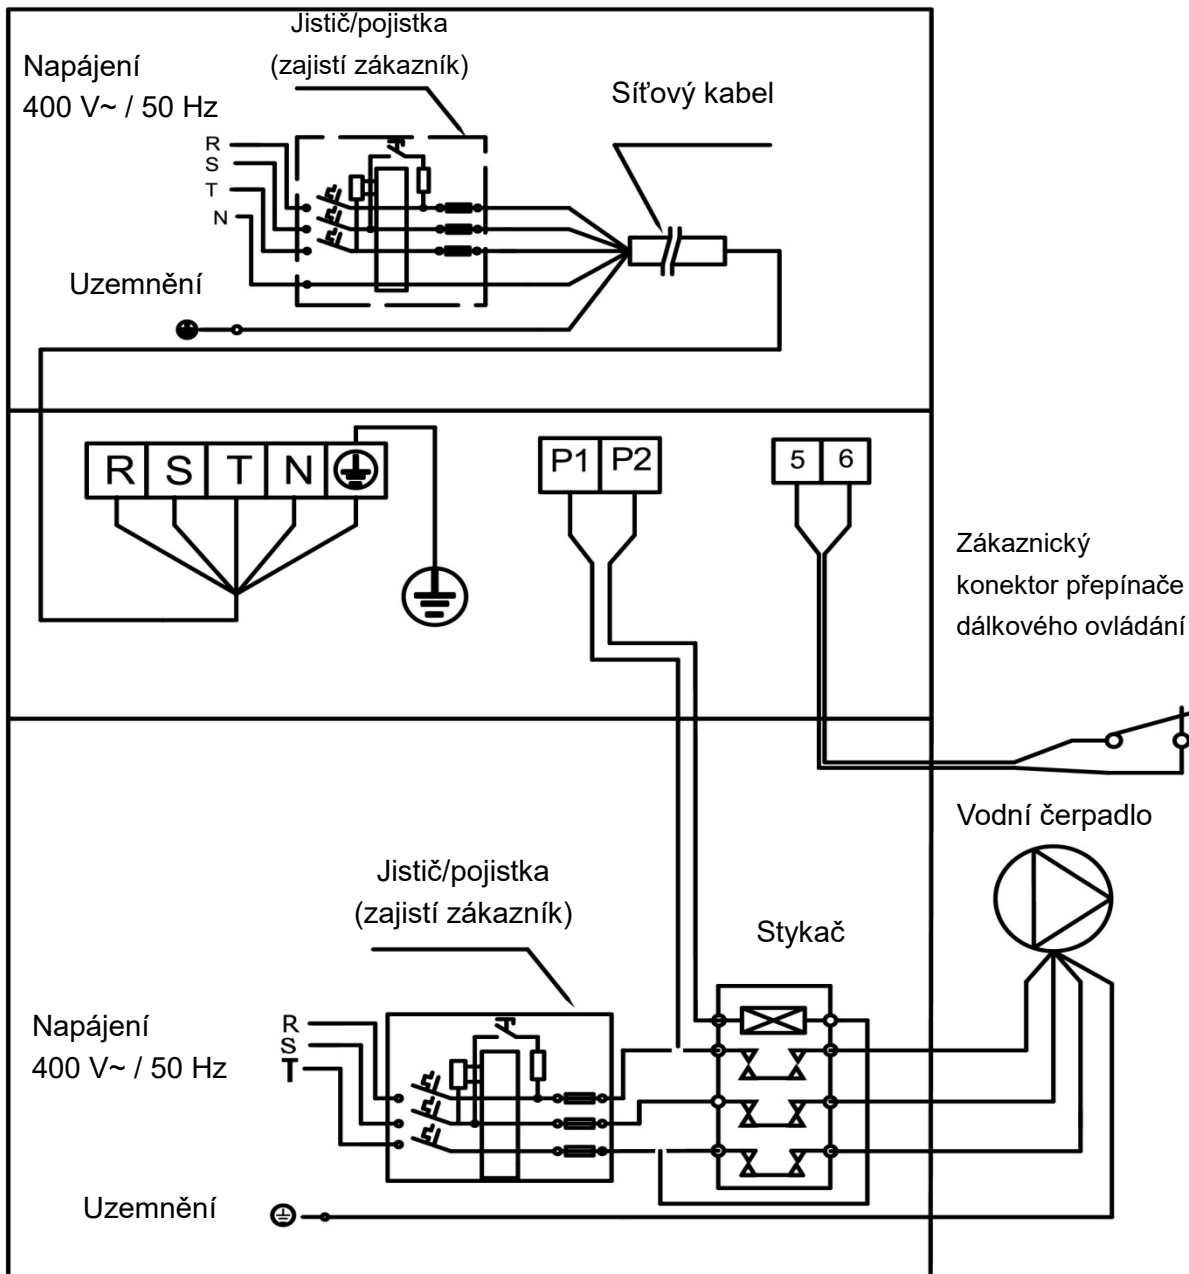 Jistič/pojistka
(zajistí zákazník)
Napájení
400 V~ / 50 Hz
Síťový kabel
R
S
T
N
Uzemnění
R S T N
P1 P2
5 6
Zákaznický
konektor přepínače
dálkového ovládání
Vodní čerpadlo
Jistič/pojistka
(zajistí zákazník)
Stykač
Napájení
400 V~ / 50 Hz
R
S
T
Uzemnění